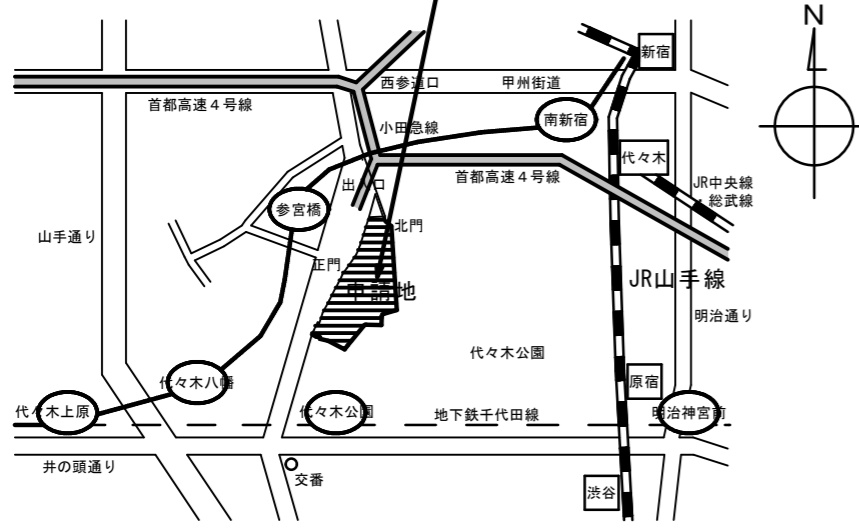 N
新宿
西参道口
甲州街道
首都高速4号線
南新宿
小田急線
代々木
首都高速4号線
JR中央線
・総武線
出 口
参宮橋
北門
山手通り
正門
申請地
JR山手線
明治通り
代々木公園
代々木八幡
原宿
代々木上原
代々木公園
地下鉄千代田線
明治神宮前
井の頭通り
交番
渋谷